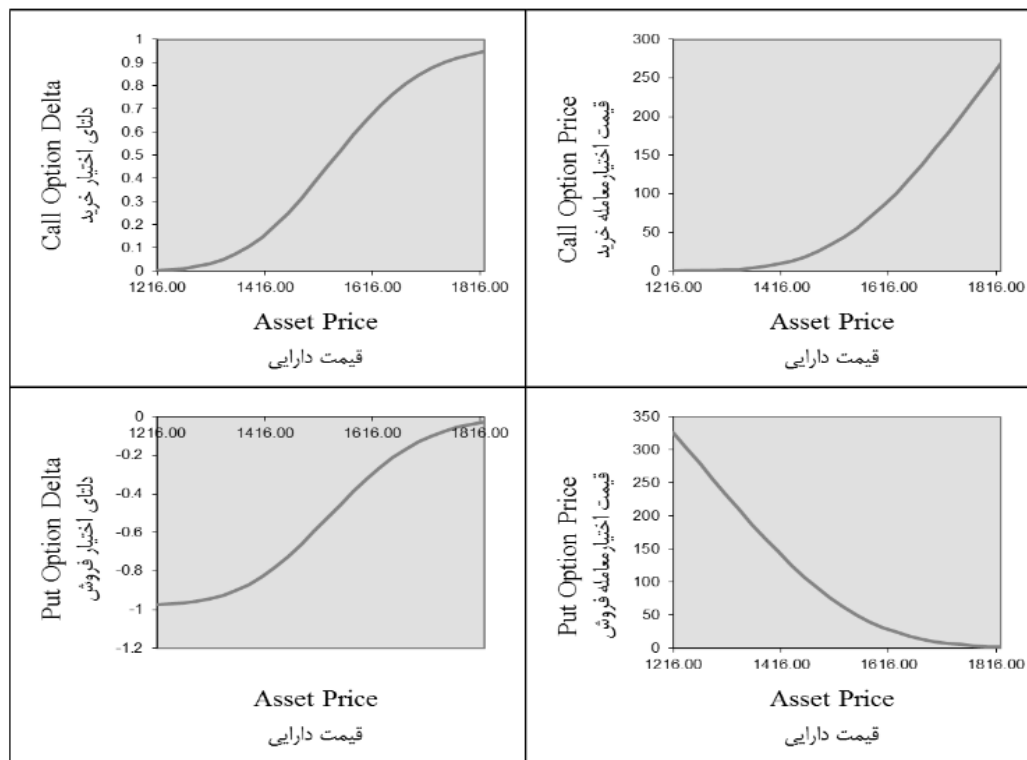 Call Option Delta
دلتای اختیار خرید
1
0.9
0.8
0.7
0.6
0.5
0.4
0.3
0.2
0.1
0
1216.00 1416.00 1616.00 1816.00
Asset Price
قیمت دارایی
Call Option Price
قیمت اختیارمعامله خرید
300
250
200
150
100
50
0
1216.00 1416.00 1616.00 1816.00
Asset Price
قیمت دارایی
Put Option Delta
دلتای اختیار فروش
0
1216.00 1416.00 1616.00 1816.00
-0.2
-0.4
-0.6
-0.8
-1
-1.2
Asset Price
قیمت دارایی
Put Option Price
قیمت اختیارمعامله فروش
350
300
250
200
150
100
50
0
1216.00 1416.00 1616.00 1816.00
Asset Price
قیمت دارایی